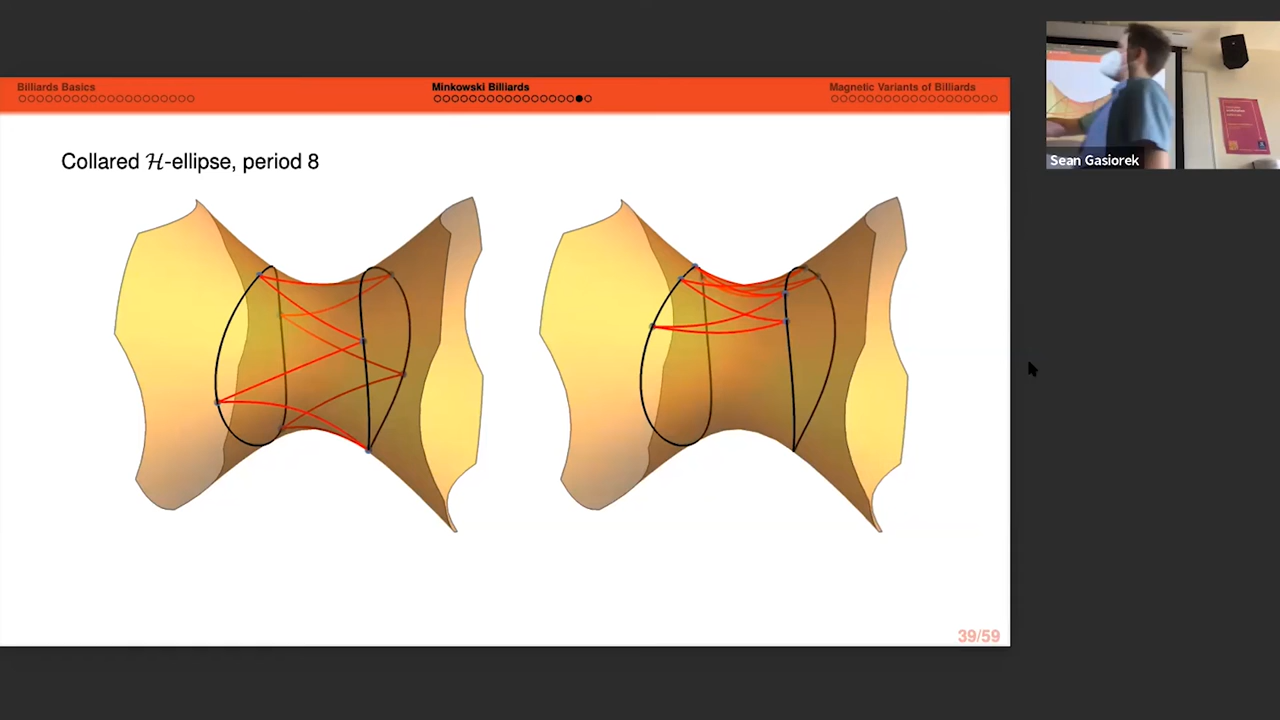 Billiards Basics
Minkowski Billiards
Magnetic Variants of Billiards
Collared ℋ-ellipse, period 8
39/59
Sean Gasiorek